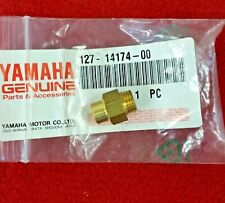 127-14174-00
YAMAHA
GENUINE
Parts & Accessories
1 PC
YAMAHA MOTOR CO., LTD.